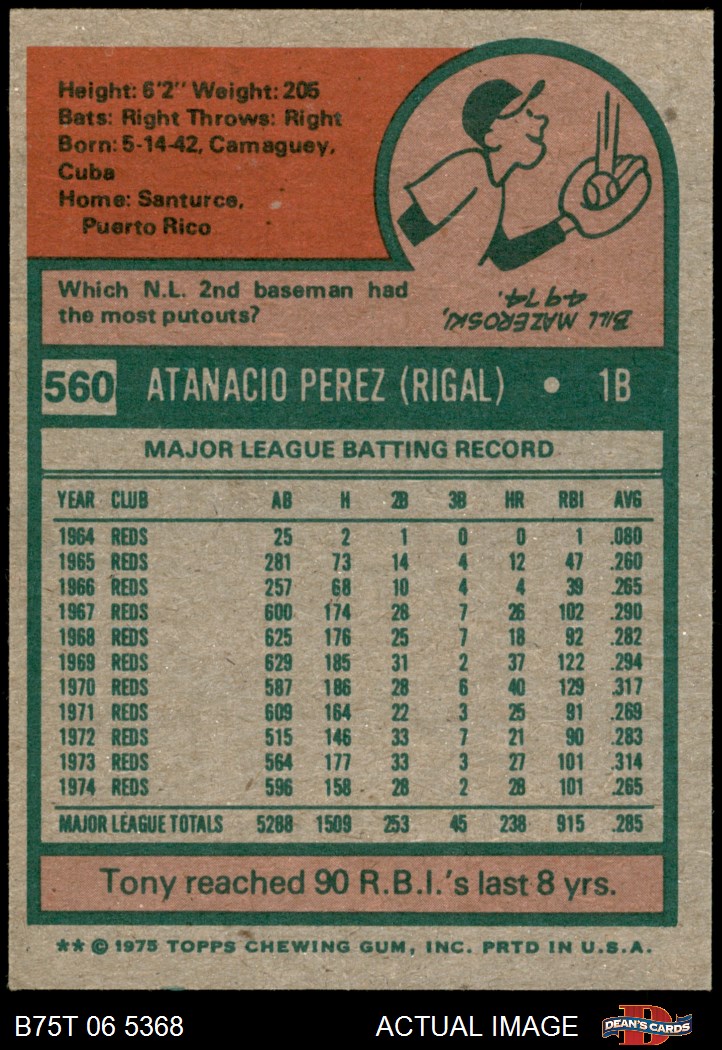 Height: 6'2" Weight: 205
Bats: Right Throws: Right
Born: 5-14-42, Camaguey,
Cuba
Home: Santurce,
Puerto Rico
Which N.L. 2nd baseman had
the most putouts?
BILL MAZEROSKI,
4974.
560 ATANACIO PEREZ (RIGAL) • 1B
MAJOR LEAGUE BATTING RECORD
YEAR CLUB AB H 2B 3B HR RBI AVG
1964 REDS 25 2 1 0 0 1 .080
1965 REDS 281 73 14 4 12 47 .260
1966 REDS 257 68 10 4 4 39 .265
1967 REDS 600 174 28 7 26 102 .290
1968 REDS 625 176 25 7 18 92 .282
1969 REDS 629 185 31 2 37 122 .294
1970 REDS 587 186 28 6 40 129 .317
1971 REDS 609 164 22 3 25 91 .269
1972 REDS 515 146 33 7 21 90 .283
1973 REDS 564 177 33 3 27 101 .314
1974 REDS 596 158 28 2 28 101 .265
MAJOR LEAGUE TOTALS 5288 1509 253 45 238 915 .285
Tony reached 90 R.B.I.'s last 8 yrs.
** © 1975 TOPPS CHEWING GUM, INC. PRTD IN U.S.A.
B75T 06 5368 ACTUAL IMAGE D DEAN'S CARDS